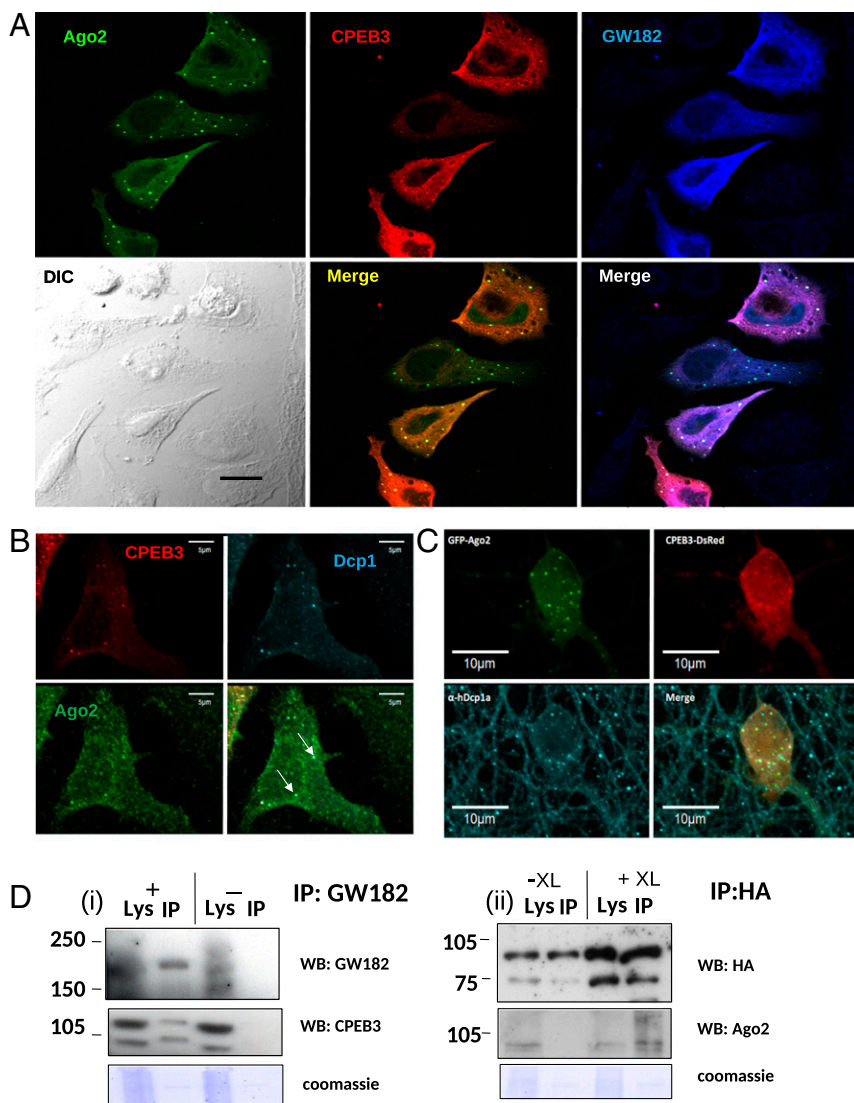 A
Ago2
CPEB3
GW182
DIC
Merge
Merge
B
CPEB3
5μm
Dcp1
5μm
Ago2
5μm
5μm
C
GFP-Ago2
10μm
CPEB3-DsRed
10μm
α-hDcp1a
10μm
Merge
10μm
D
(i)
+
–
IP: GW182
Lys IP
Lys IP
250
150
WB: GW182
105
WB: CPEB3
coomassie
(ii)
-XL
+ XL
IP:HA
Lys IP
Lys IP
105
75
WB: HA
105
WB: Ago2
coomassie